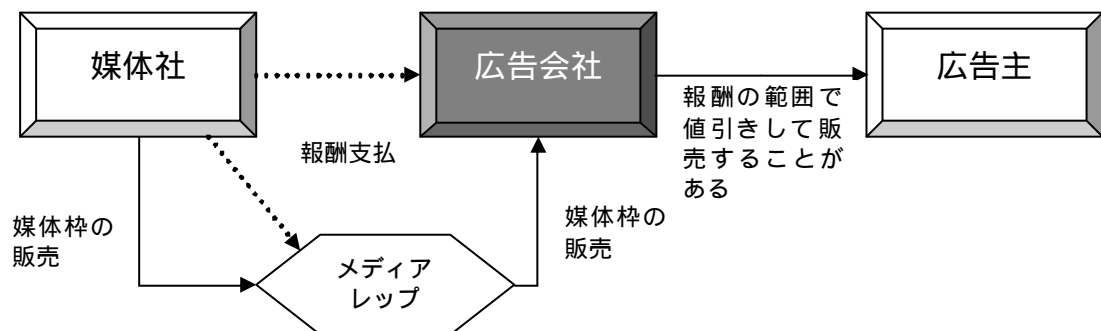 媒体社
広告会社
広告主
報酬の範囲で
値引きして販
売することが
ある
報酬支払
媒体枠の
販売
媒体枠の
販売
メディア
レップ